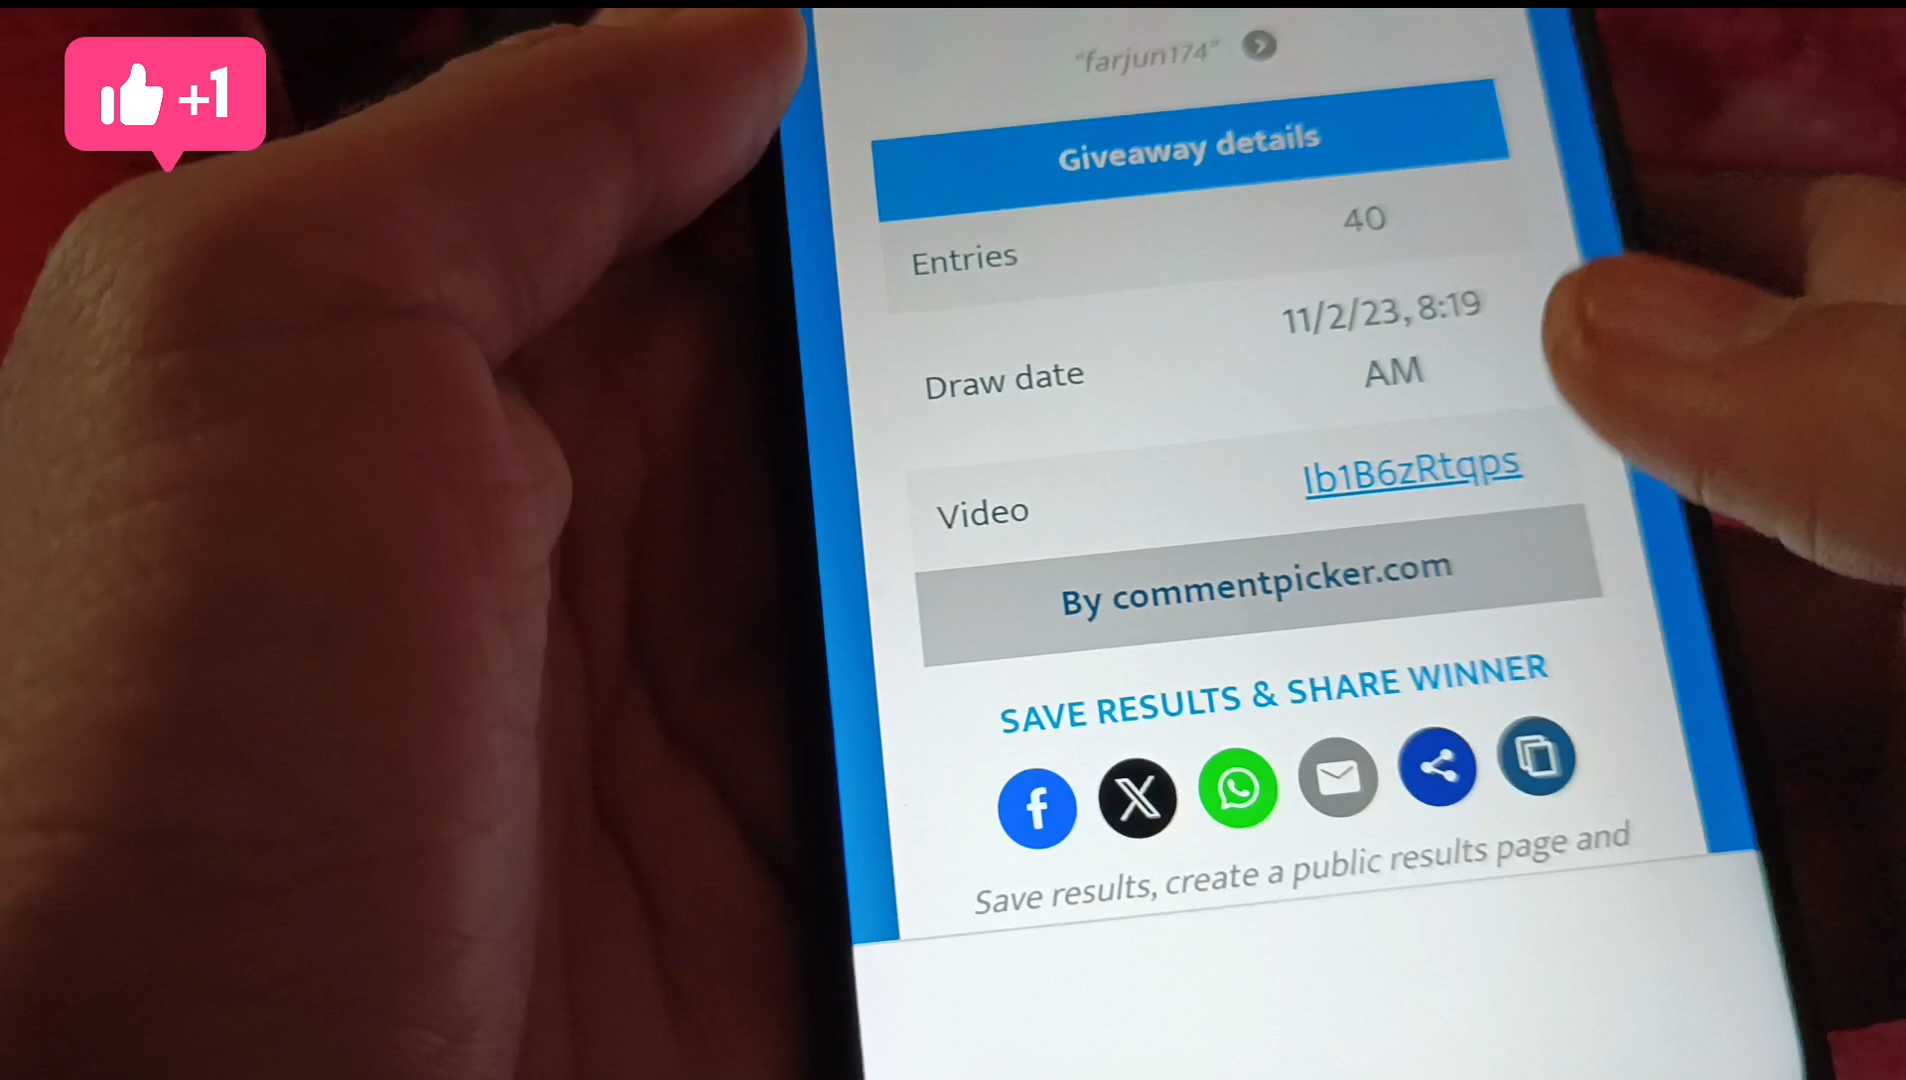 +1
"farjun174"
Giveaway details
Entries 40
Draw date 11/2/23, 8:19 AM
Video Ib1B6zRtqps
By commentpicker.com
SAVE RESULTS & SHARE WINNER
Save results, create a public results page and